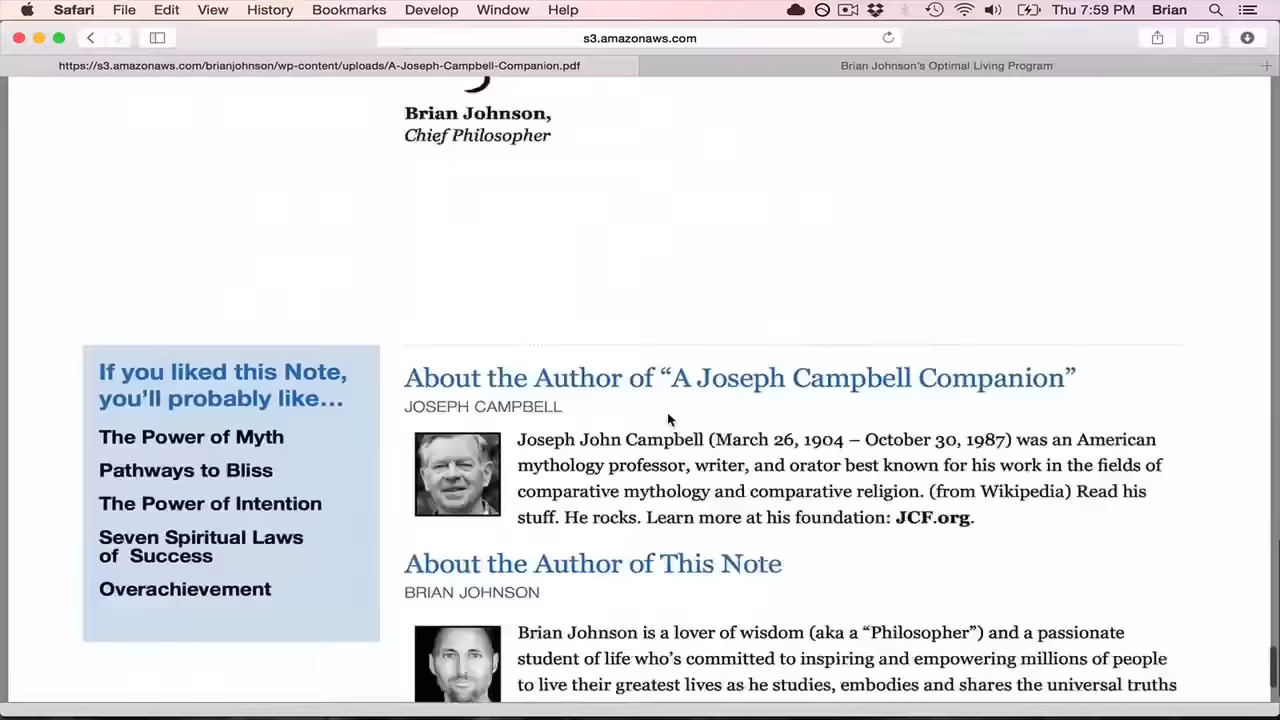 Safari File Edit View History Bookmarks Develop Window Help Thu 7:59 PM Brian
s3.amazonaws.com
https://s3.amazonaws.com/brianjohnson/wp-content/uploads/A-Joseph-Campbell-Companion.pdf
Brian Johnson's Optimal Living Program
Brian Johnson,
Chief Philosopher
If you liked this Note,
you'll probably like…
The Power of Myth
Pathways to Bliss
The Power of Intention
Seven Spiritual Laws
of Success
Overachievement
About the Author of “A Joseph Campbell Companion”
JOSEPH CAMPBELL
Joseph John Campbell (March 26, 1904 – October 30, 1987) was an American
mythology professor, writer, and orator best known for his work in the fields of
comparative mythology and comparative religion. (from Wikipedia) Read his
stuff. He rocks. Learn more at his foundation: JCF.org.
About the Author of This Note
BRIAN JOHNSON
Brian Johnson is a lover of wisdom (aka a “Philosopher”) and a passionate
student of life who’s committed to inspiring and empowering millions of people
to live their greatest lives as he studies, embodies and shares the universal truths